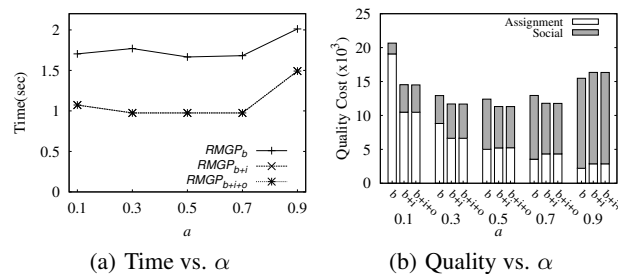 2
1.5
1
0.5
0
Time(sec)
RMGP_b
RMGP_{b+i}
RMGP_{b+i+o}
0.1 0.3 0.5 0.7 0.9
a
(a) Time vs. α
Assignment
Social
25
20
15
10
5
0
Quality Cost (x10^3)
b b+i b+i+o b b+i b+i+o b b+i b+i+o b b+i b+i+o b b+i b+i+o
0.1 0.3 0.5 0.7 0.9
a
(b) Quality vs. α